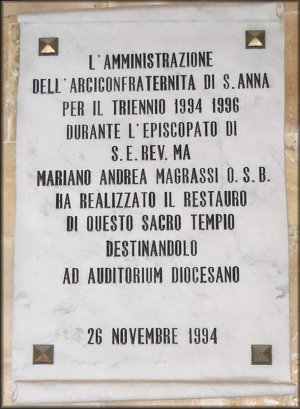 L'AMMINISTRAZIONE
DELL'ARCICONFRATERNITA DI S.ANNA
PER IL TRIENNIO 1994 1996
DURANTE L'EPISCOPATO DI
S.E.REV.MA
MARIANO ANDREA MAGRASSI O.S.B.
HA REALIZZATO IL RESTAURO
DI QUESTO SACRO TEMPIO
DESTINANDOLO
AD AUDITORIUM DIOCESANO
26 NOVEMBRE 1994